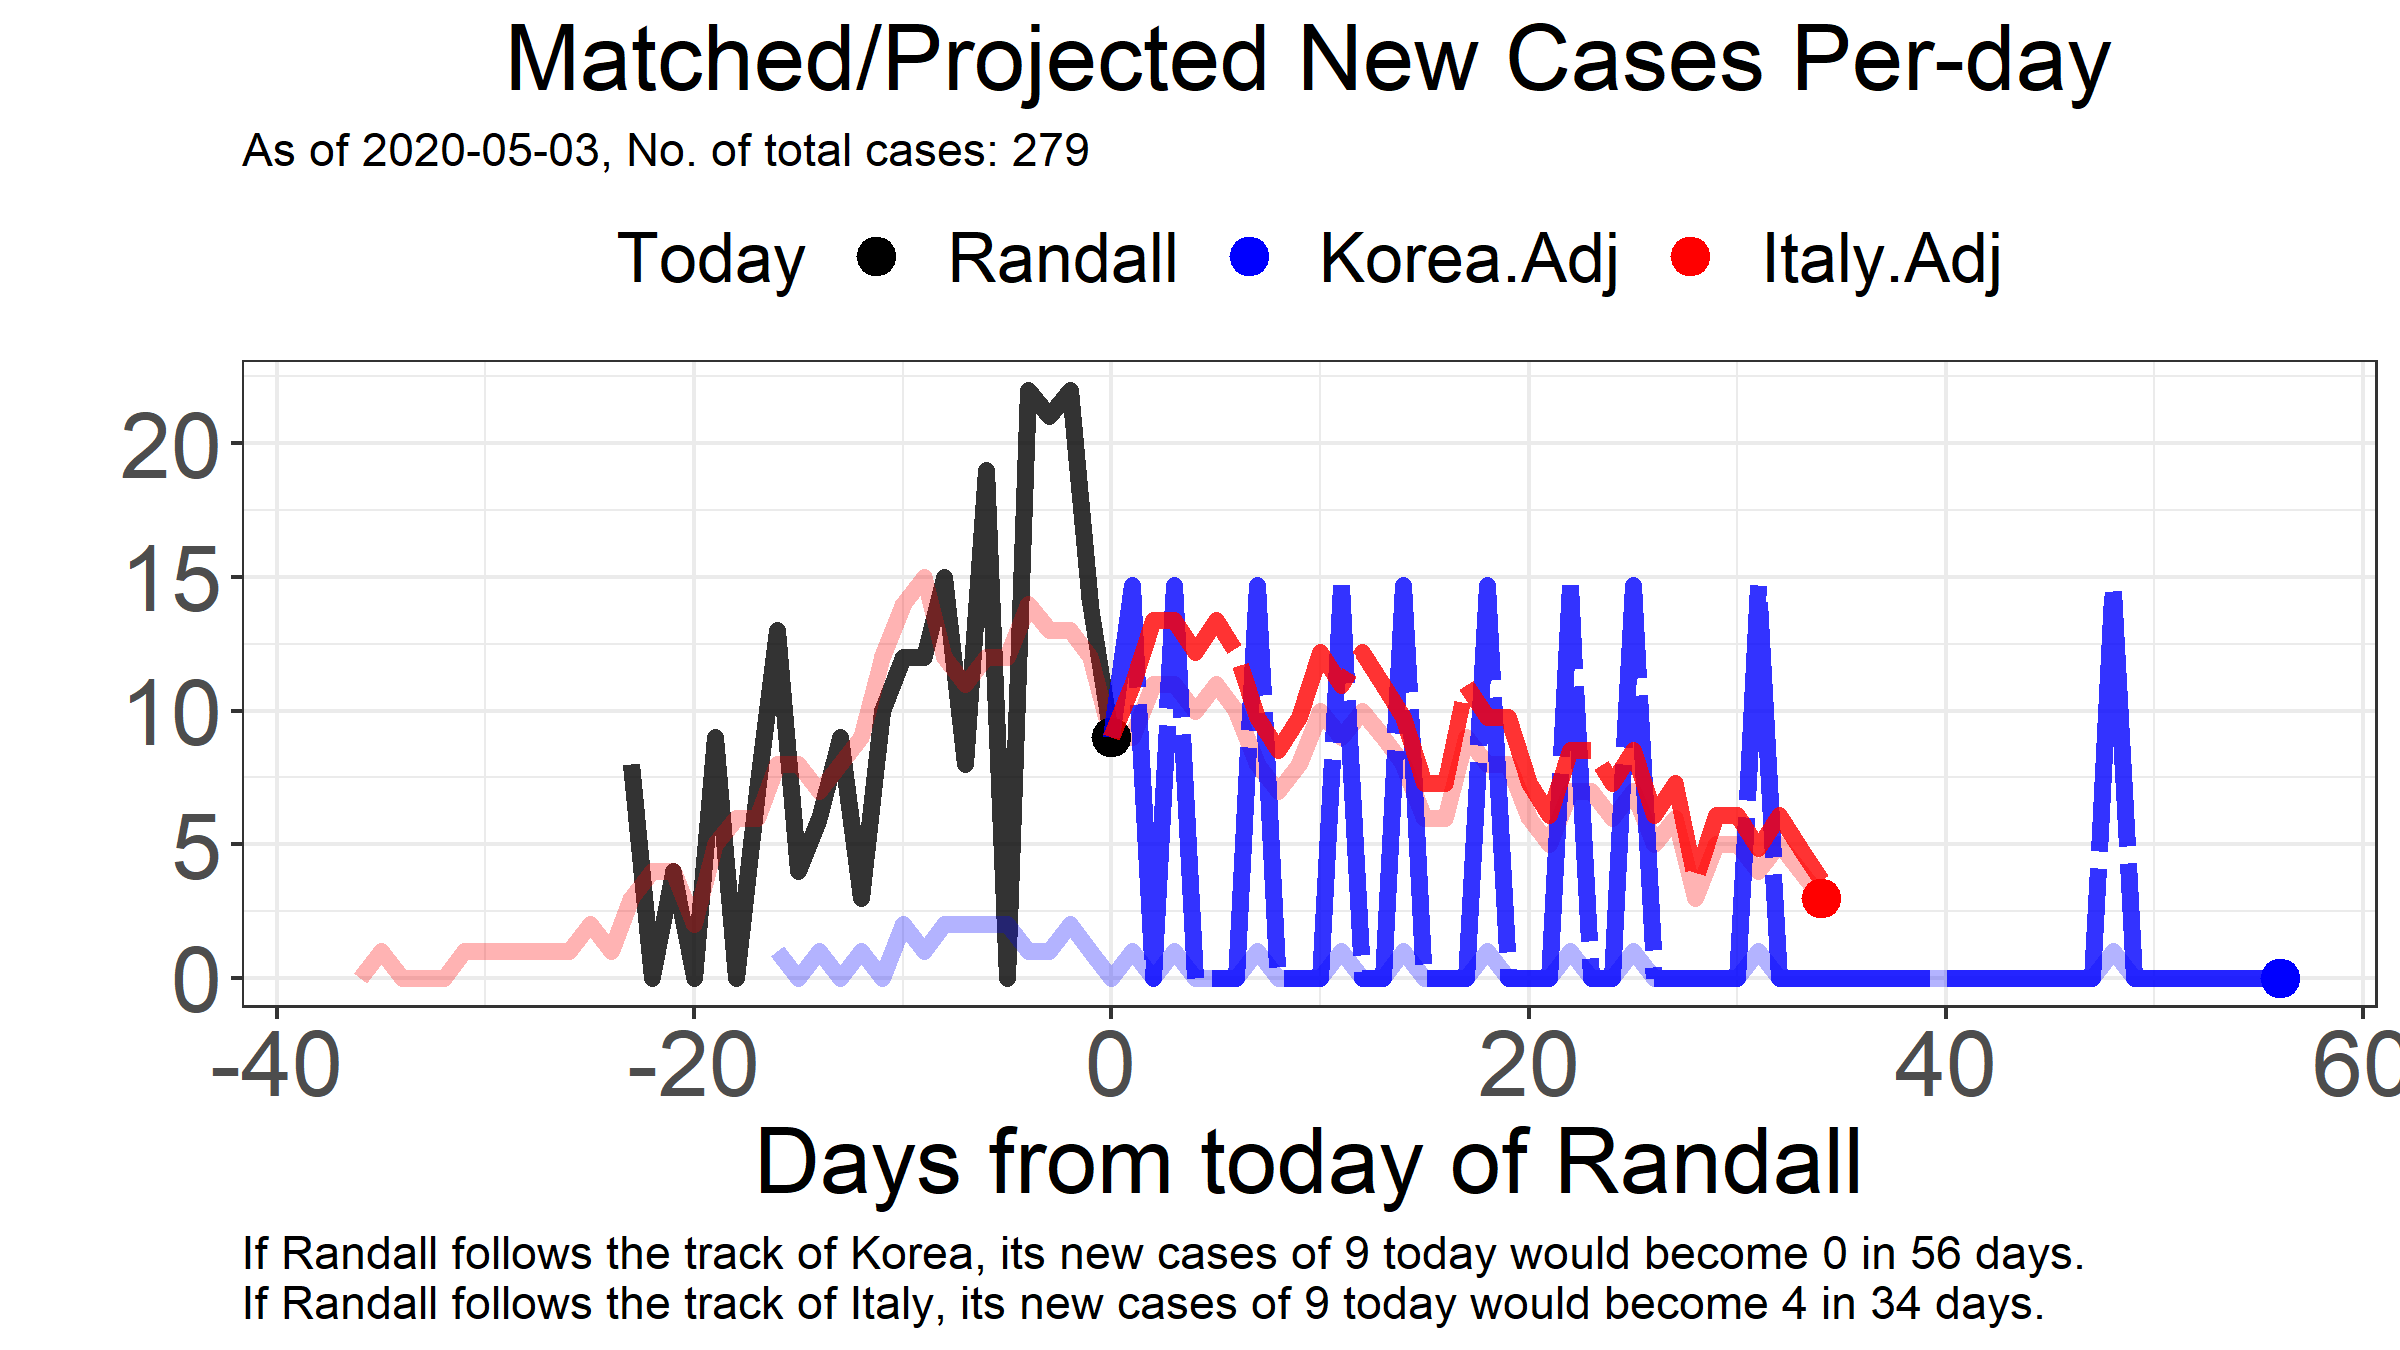 Matched/Projected New Cases Per-day
As of 2020-05-03, No. of total cases: 279
Today Randall Korea.Adj Italy.Adj
20
15
10
5
0
-40 -20 0 20 40 60
Days from today of Randall
If Randall follows the track of Korea, its new cases of 9 today would become 0 in 56 days.
If Randall follows the track of Italy, its new cases of 9 today would become 4 in 34 days.